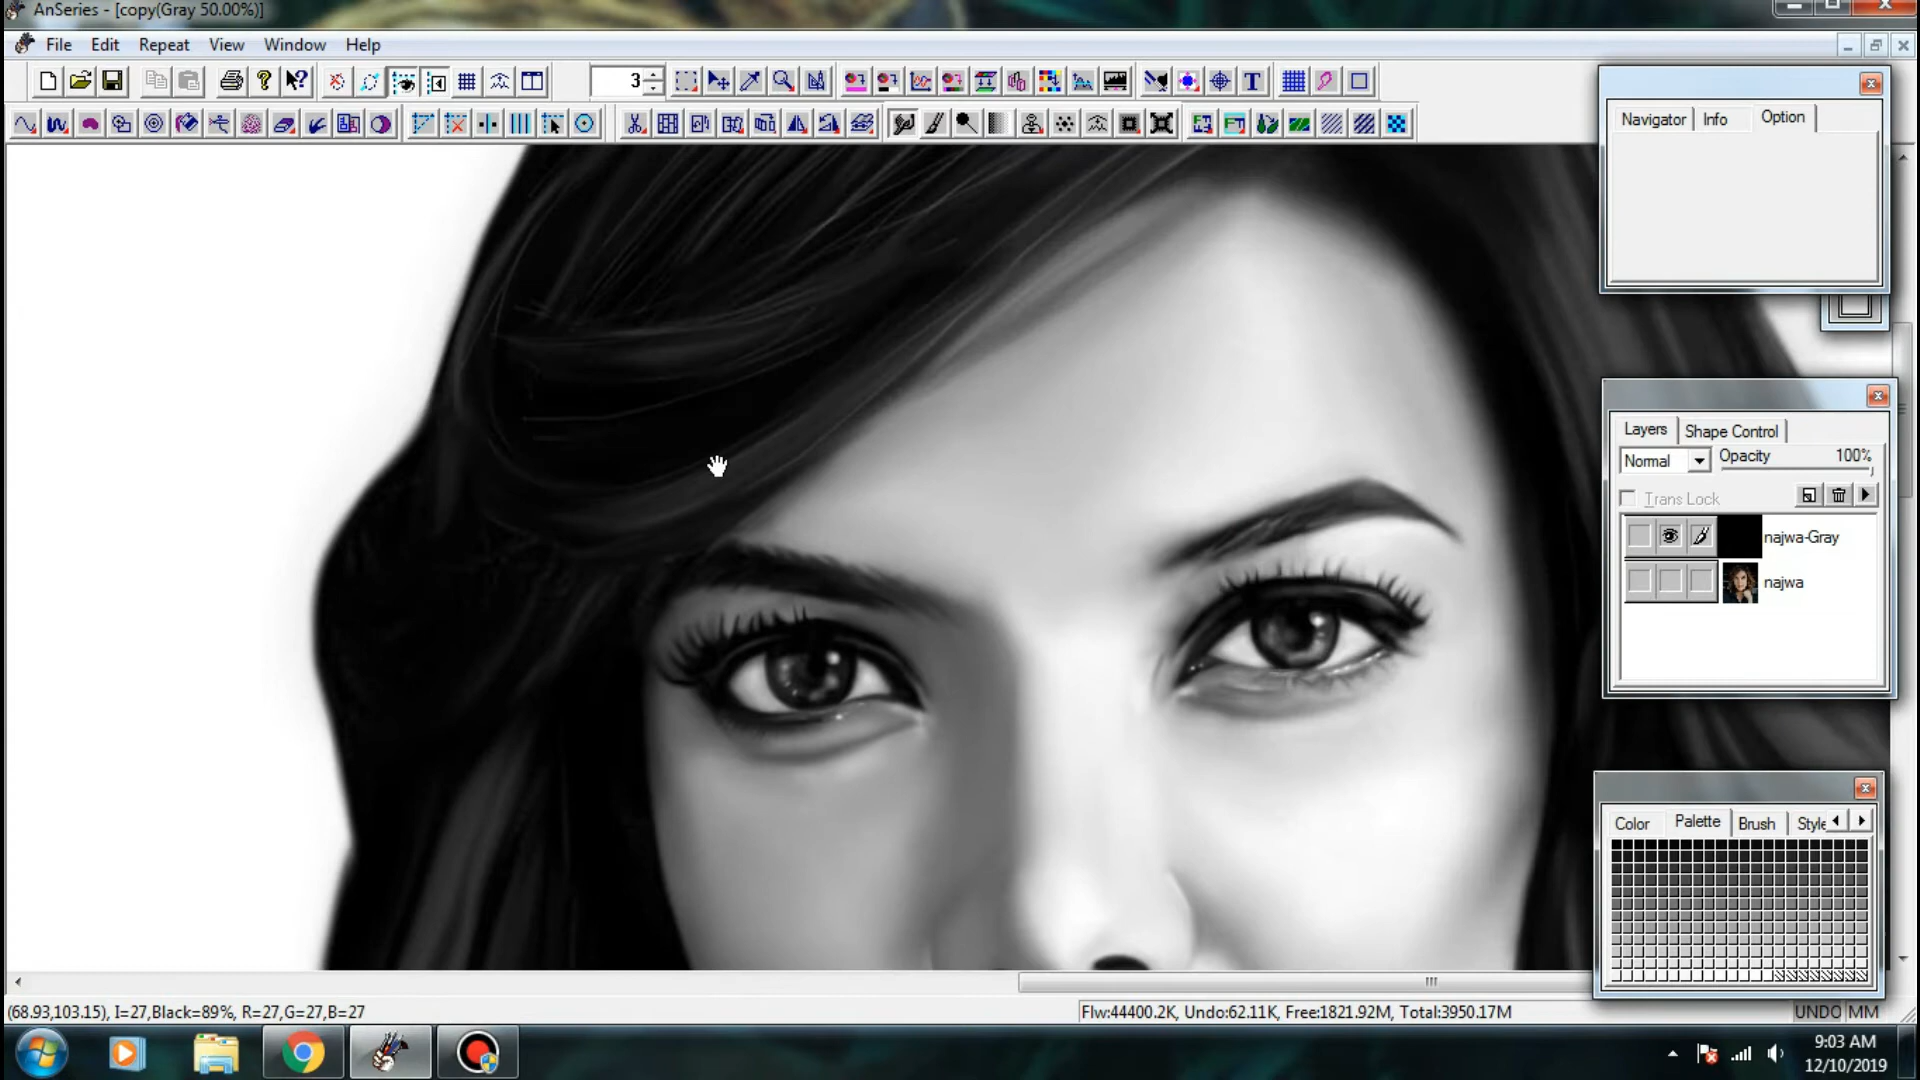 AnSeries - [copy(Gray 50.00%)]
File Edit Repeat View Window Help
3
Navigator Info Option
Layers Shape Control
Normal Opacity 100%
Trans Lock
najwa-Gray
najwa
Color Palette Brush Style
(68.93,103.15), I=27,Black=89%, R=27,G=27,B=27
Flw:44400.2K, Undo:62.11K, Free:1821.92M, Total:3950.17M
UNDO MM
9:03 AM
12/10/2019